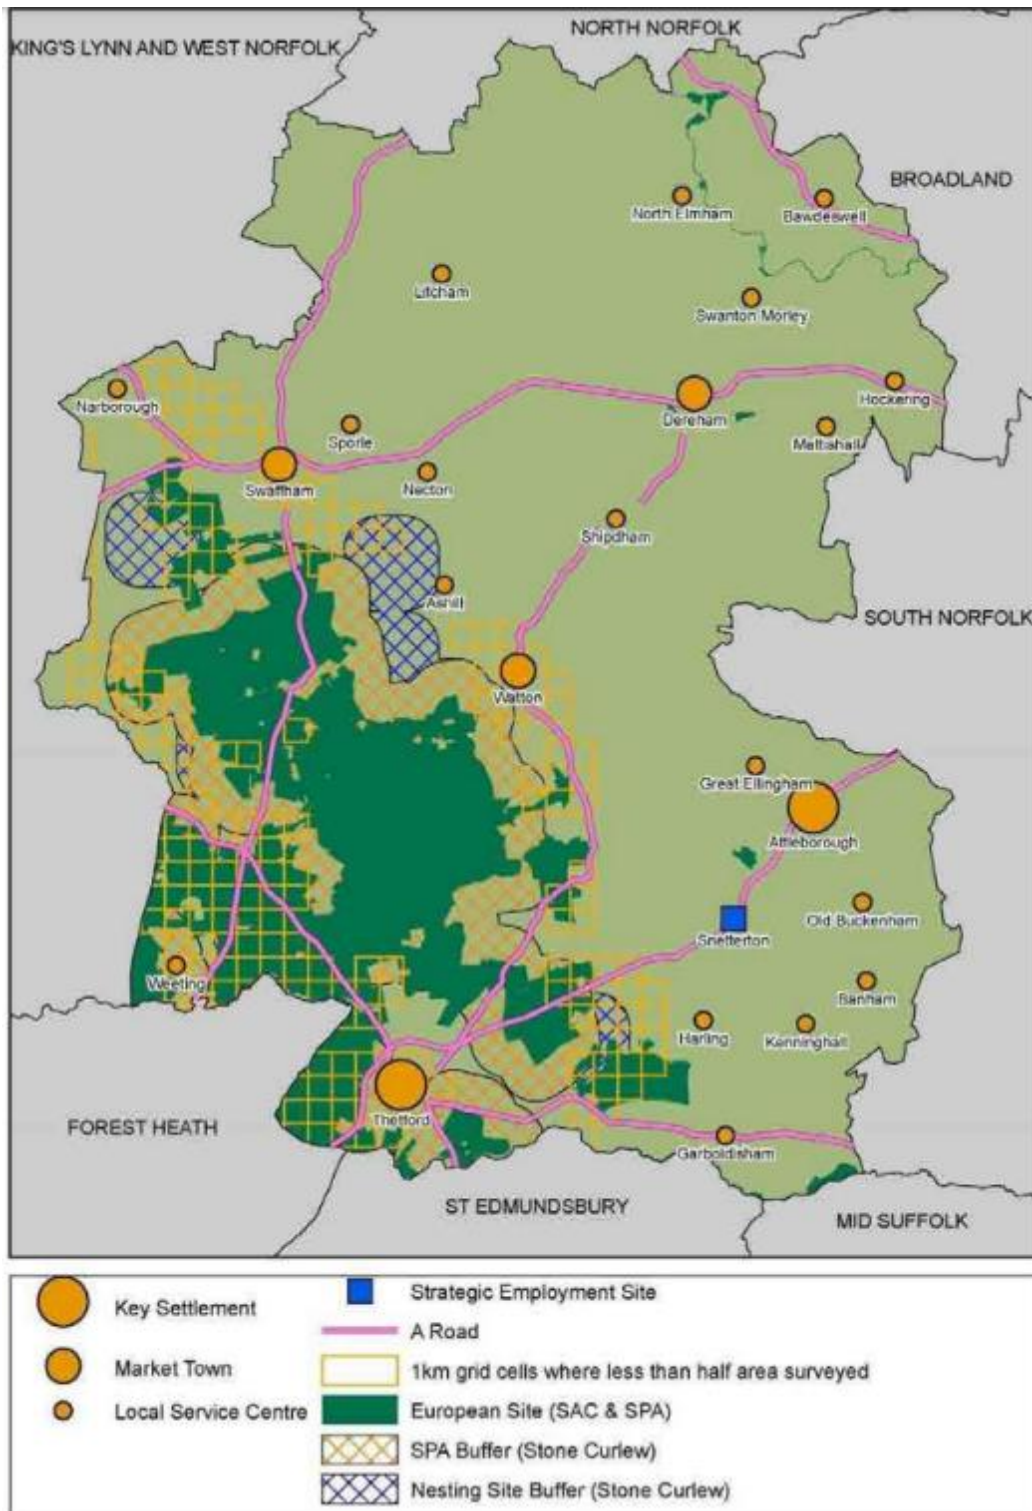 NORTH NORFOLK
KING'S LYNN AND WEST NORFOLK
BROADLAND
North Elmham
Bawdeswell
Litcham
Swanton Morley
Narborough
Hockering
Dereham
Sporle
Mattishall
Swaffham
Necton
Shipdham
Ashill
SOUTH NORFOLK
Watton
Great Ellingham
Attleborough
Old Buckenham
Snetterton
Weeting
Banham
Harling
Kenninghall
Thetford
FOREST HEATH
Garboldisham
ST EDMUNDSBURY
MID SUFFOLK
Key Settlement
Market Town
Local Service Centre
Strategic Employment Site
A Road
1km grid cells where less than half area surveyed
European Site (SAC & SPA)
SPA Buffer (Stone Curlew)
Nesting Site Buffer (Stone Curlew)